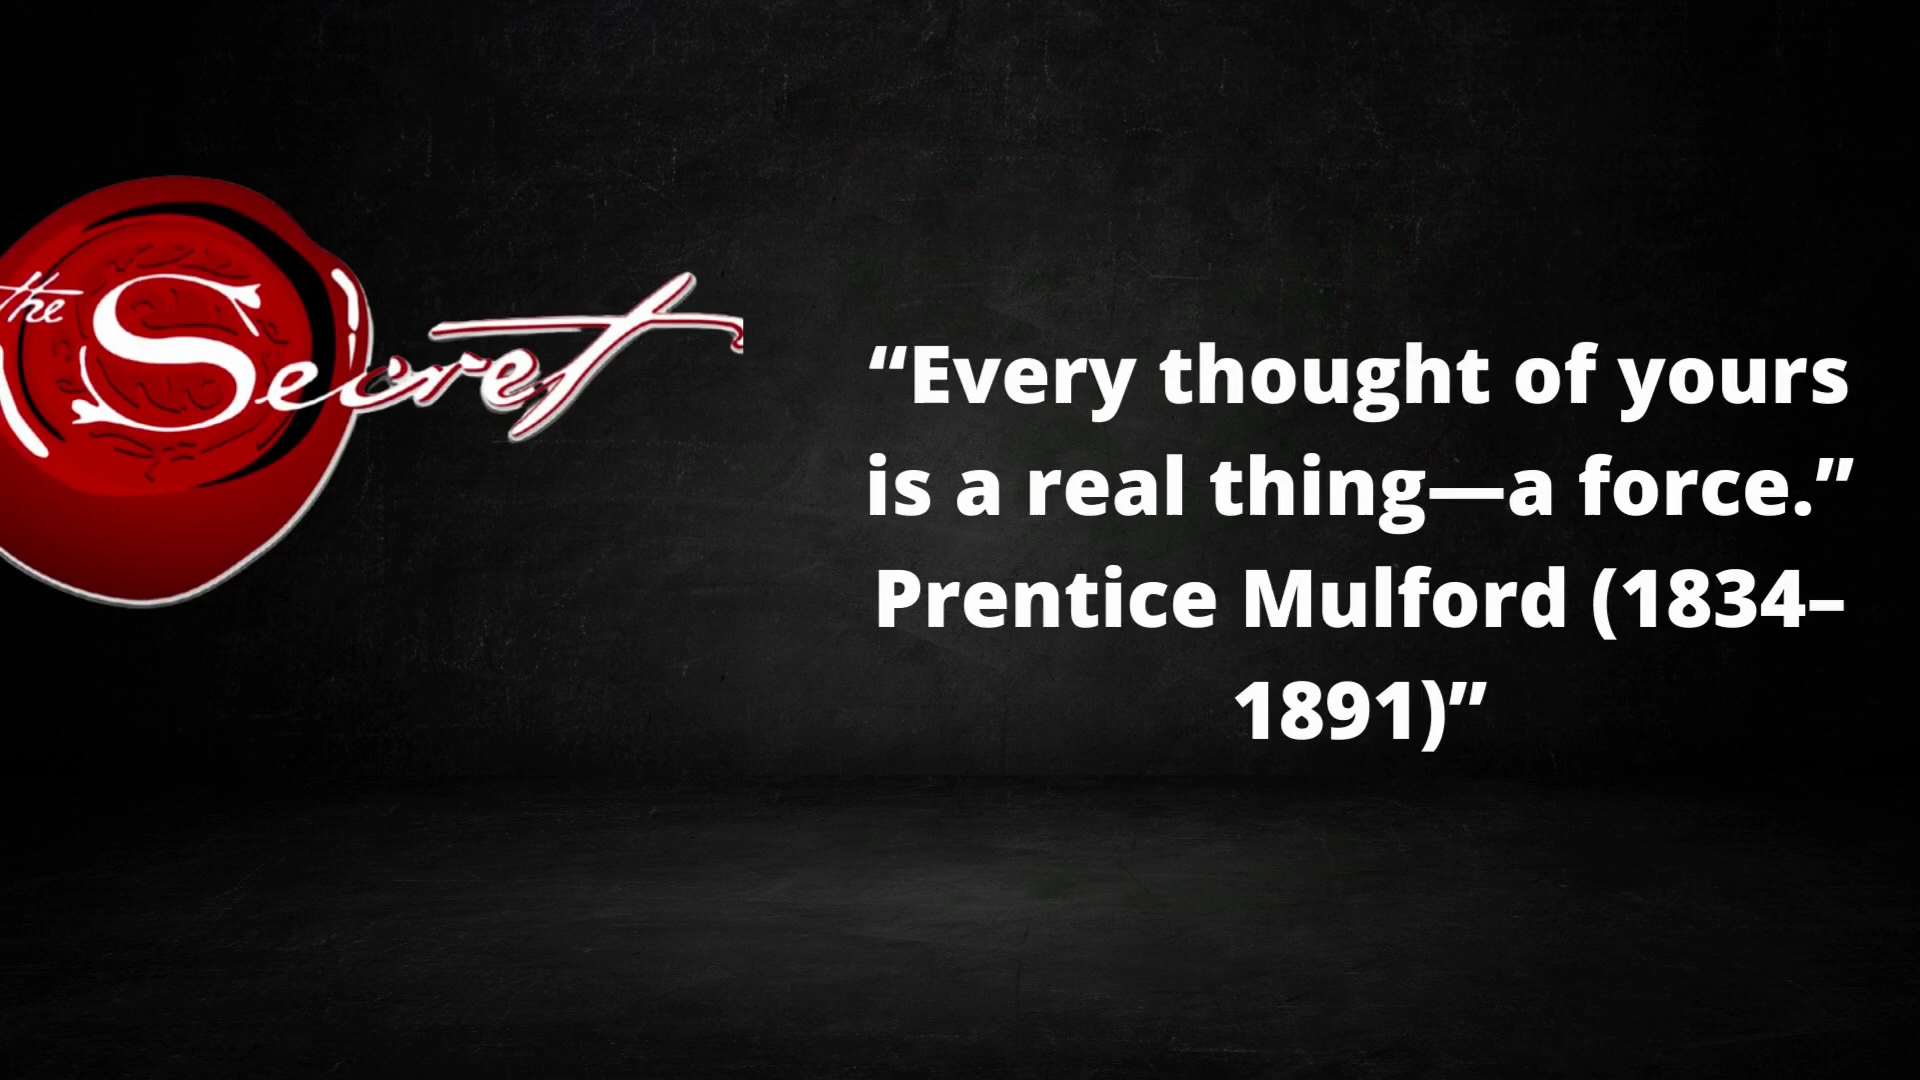 the Secret
“Every thought of yours
is a real thing—a force.”
Prentice Mulford (1834–
1891)”